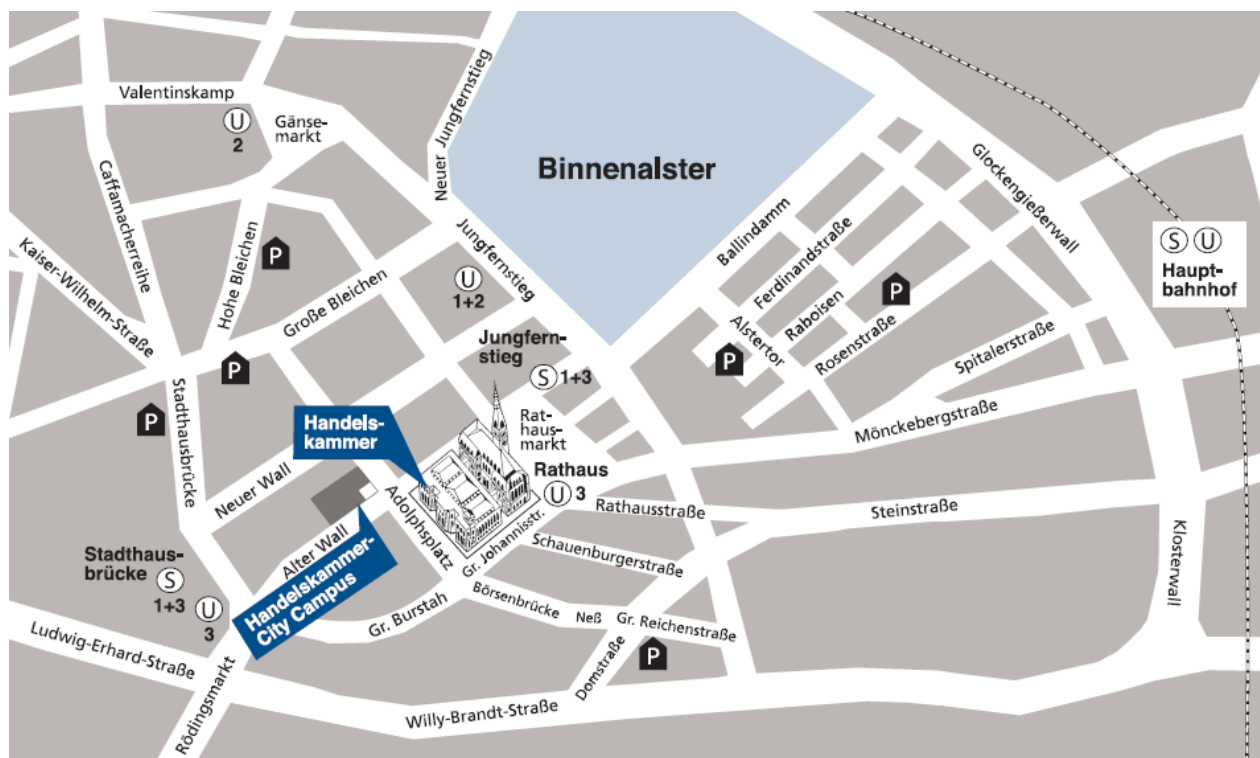 Valentinskamp
U
2
Gänse-
markt
Neuer Jungfernstieg
Binnenalster
Glockengießerwall
Caffamacherreihe
Kaiser-Wilhelm-Straße
Hohe Bleichen
P
Große Bleichen
Jungfernstieg
U
1+2
Ballindamm
Ferdinandstraße
Raboisen
Alstertor
Rosenstraße
P
P
Spitalerstraße
S U
Haupt-
bahnhof
P
P
Stadthausbrücke
Jungfern-
stieg
S 1+3
Handels-
kammer
Rat-
haus-
markt
Mönckebergstraße
Neuer Wall
Adolphsplatz
Rathaus
U 3
Rathausstraße
Steinstraße
Gr. Johannisstr.
Schauenburgerstraße
Alter Wall
Handelskammer-
City Campus
Stadthaus-
brücke
S
1+3
U
3
Gr. Burstah
Börsenbrücke
Neß
Gr. Reichenstraße
Klosterwall
P
Domstraße
Ludwig-Erhard-Straße
Rödingsmarkt
Willy-Brandt-Straße